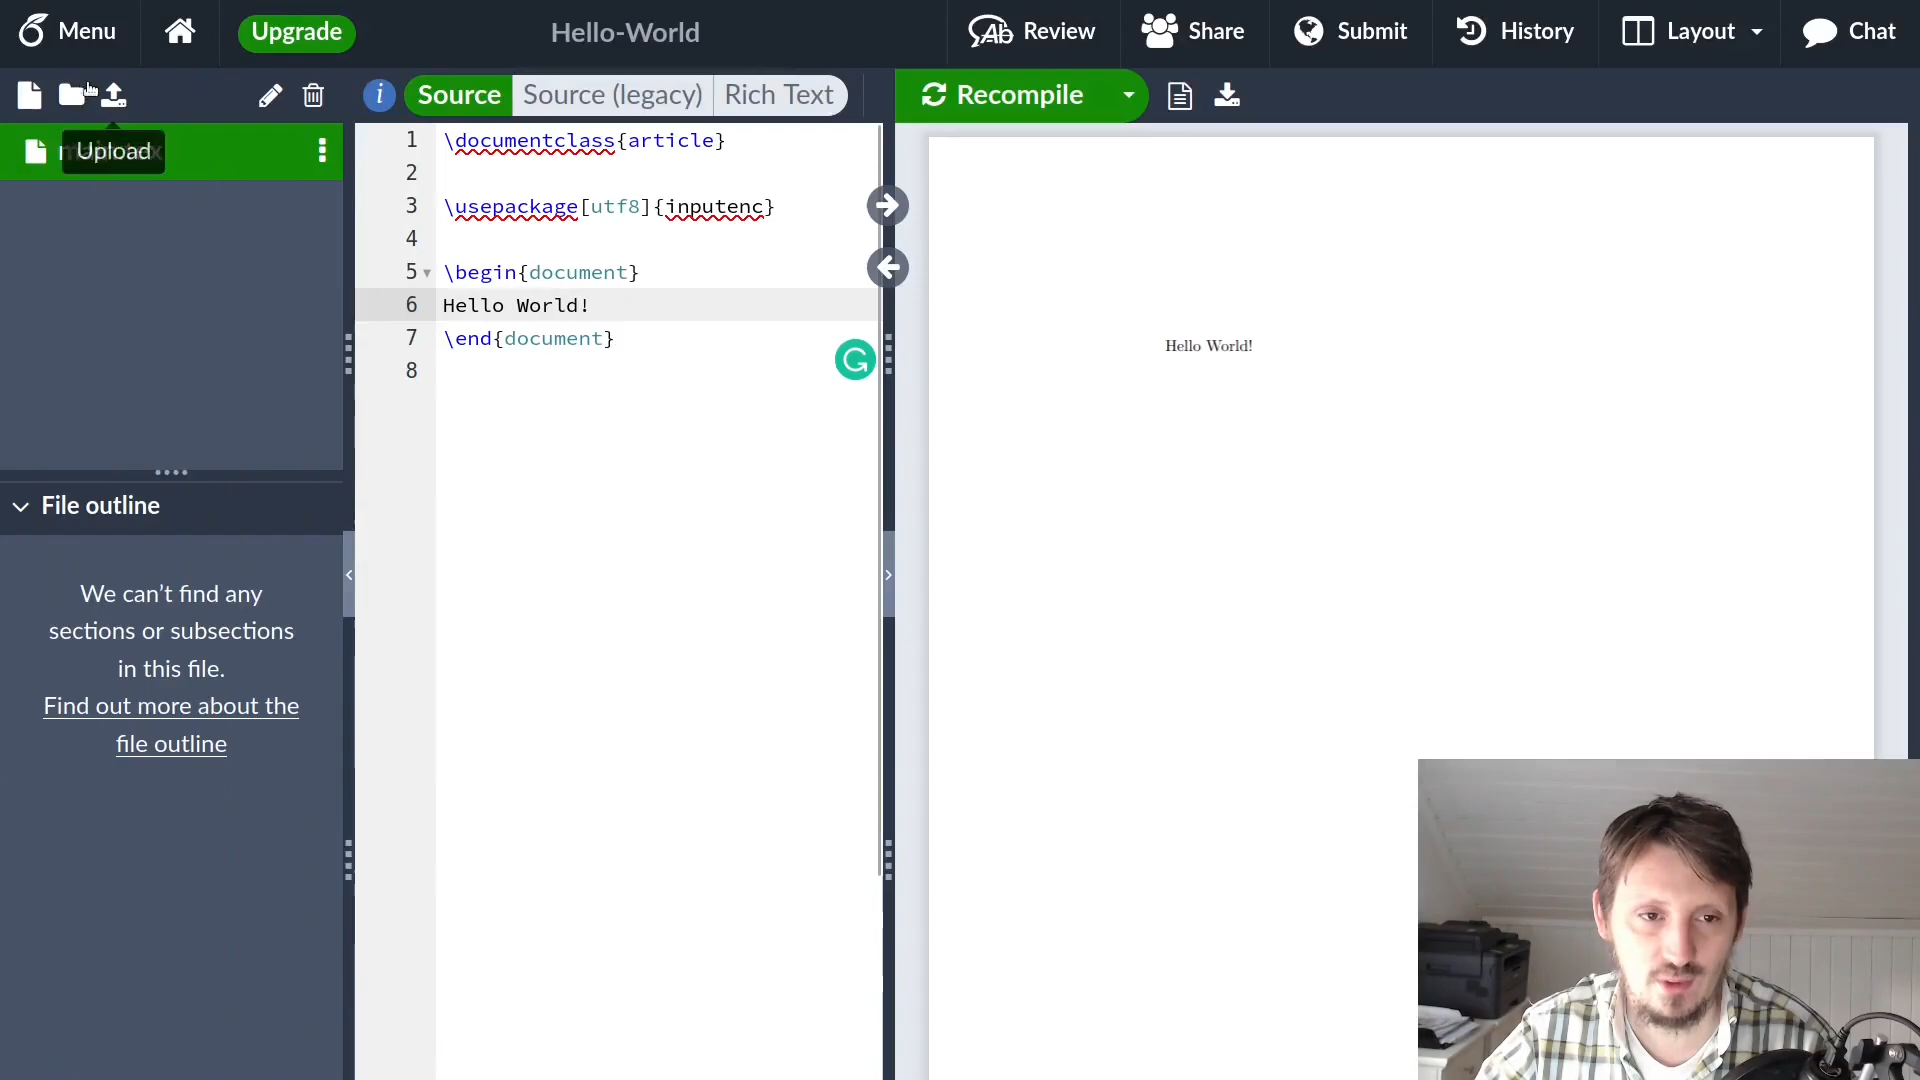 Menu
Upgrade
Hello-World
Review
Share
Submit
History
Layout
Chat
Source
Source (legacy)
Rich Text
Recompile
Upload
1 \documentclass{article}
2
3 \usepackage[utf8]{inputenc}
4
5 \begin{document}
6 Hello World!
7 \end{document}
8
Hello World!
File outline
We can’t find any
sections or subsections
in this file.
Find out more about the
file outline